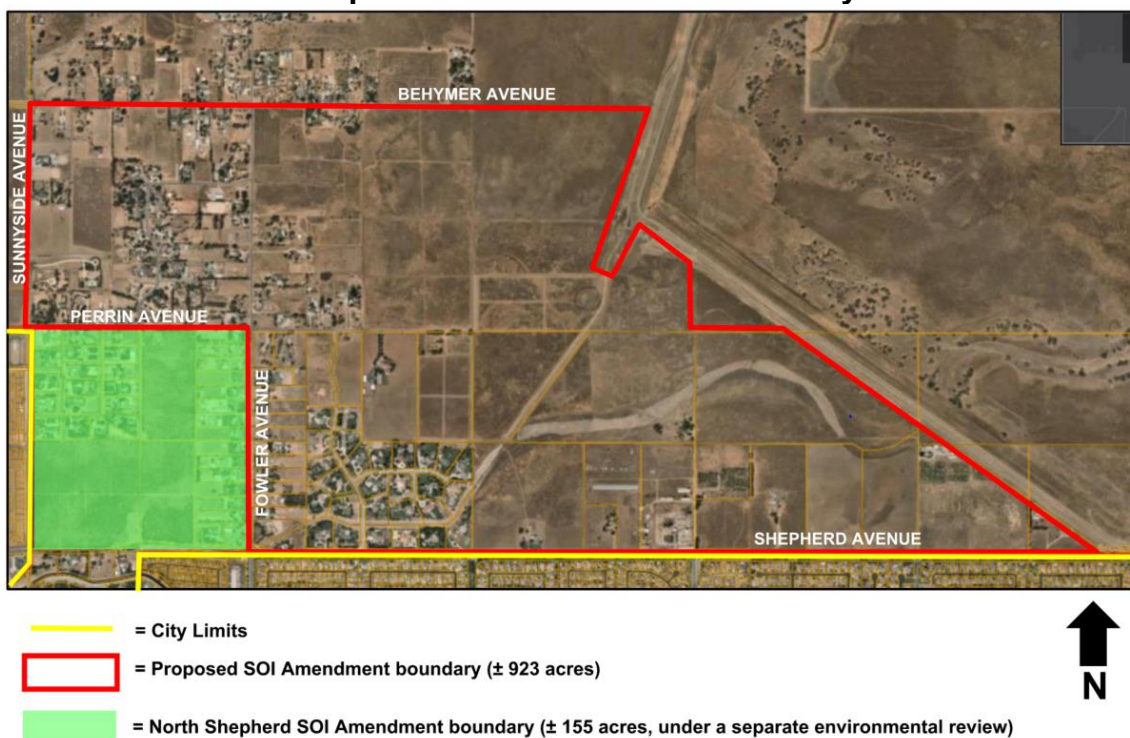 BEHYMER AVENUE
SUNNYSIDE AVENUE
PERRIN AVENUE
FOWLER AVENUE
SHEPHERD AVENUE
= City Limits
= Proposed SOI Amendment boundary (± 923 acres)
N
= North Shepherd SOI Amendment boundary (± 155 acres, under a separate environmental review)